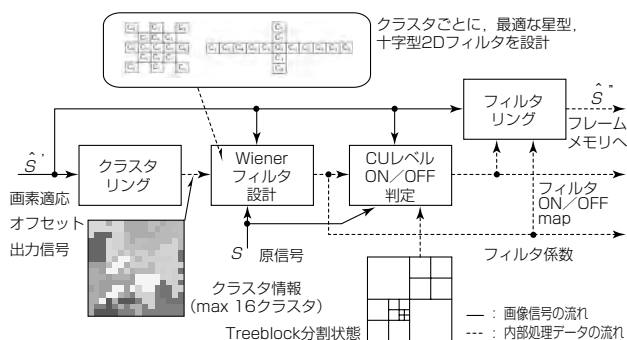 クラスタごとに，最適な星型，
十字型2Dフィルタを設計
Ŝ'
クラスタ
リング
Wiener
フィルタ
設計
CUレベル
ON／OFF
判定
フィルタ
リング
Ŝ"
フレーム
メモリへ
画素適応
オフセット
出力信号
S 原信号
フィルタ
ON／OFF
map
フィルタ係数
クラスタ情報
（max 16クラスタ）
Treeblock分割状態
― : 画像信号の流れ
--- : 内部処理データの流れ